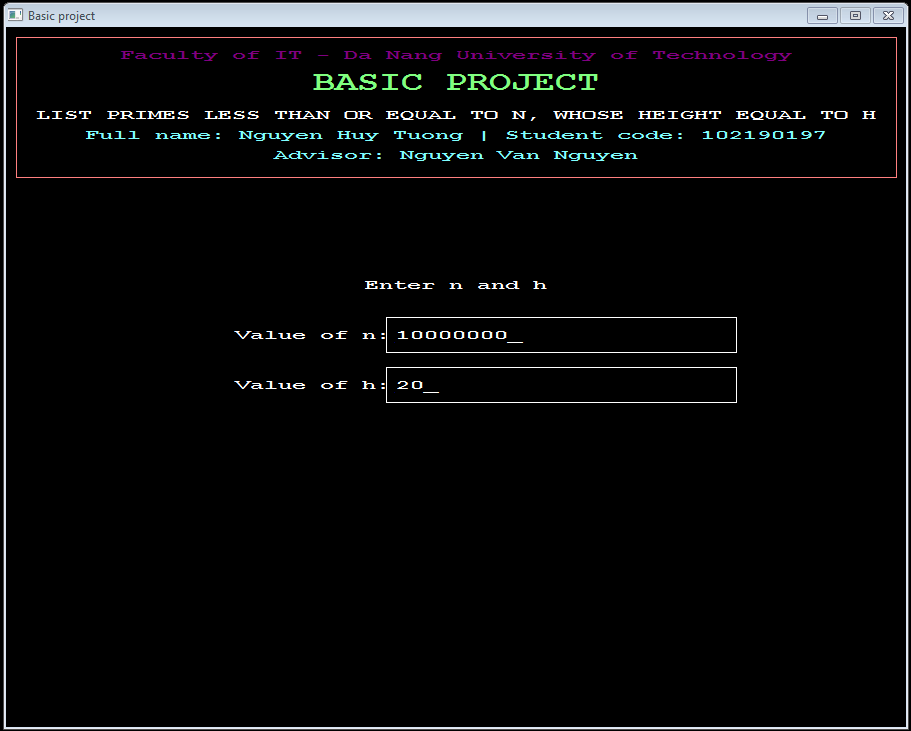 Basic project
Faculty of IT - Da Nang University of Technology
BASIC PROJECT
LIST PRIMES LESS THAN OR EQUAL TO N, WHOSE HEIGHT EQUAL TO H
Full name: Nguyen Huy Tuong | Student code: 102190197
Advisor: Nguyen Van Nguyen
Enter n and h
Value of n: 10000000_
Value of h: 20_